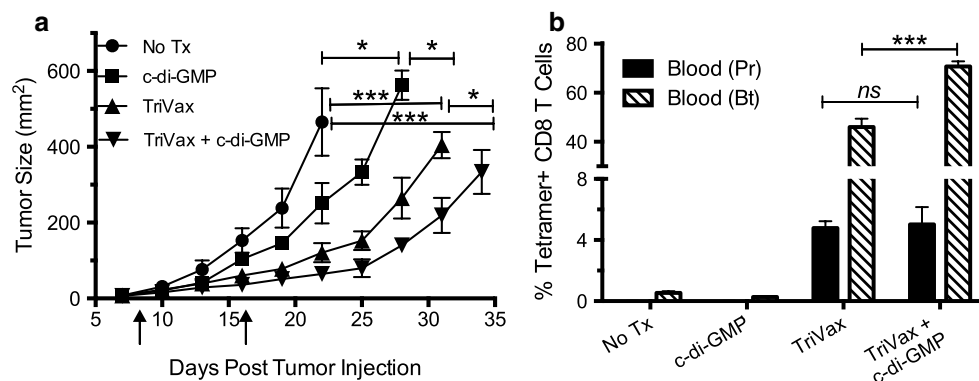 a
Tumor Size (mm²)
600
400
200
0
No Tx
c-di-GMP
TriVax
TriVax + c-di-GMP
*
*
***
*
***
5
10
15
20
25
30
35
Days Post Tumor Injection
b
% Tetramer+ CD8 T Cells
80
60
40
8
4
0
Blood (Pr)
Blood (Bt)
***
ns
No Tx
c-di-GMP
TriVax
TriVax +
c-di-GMP